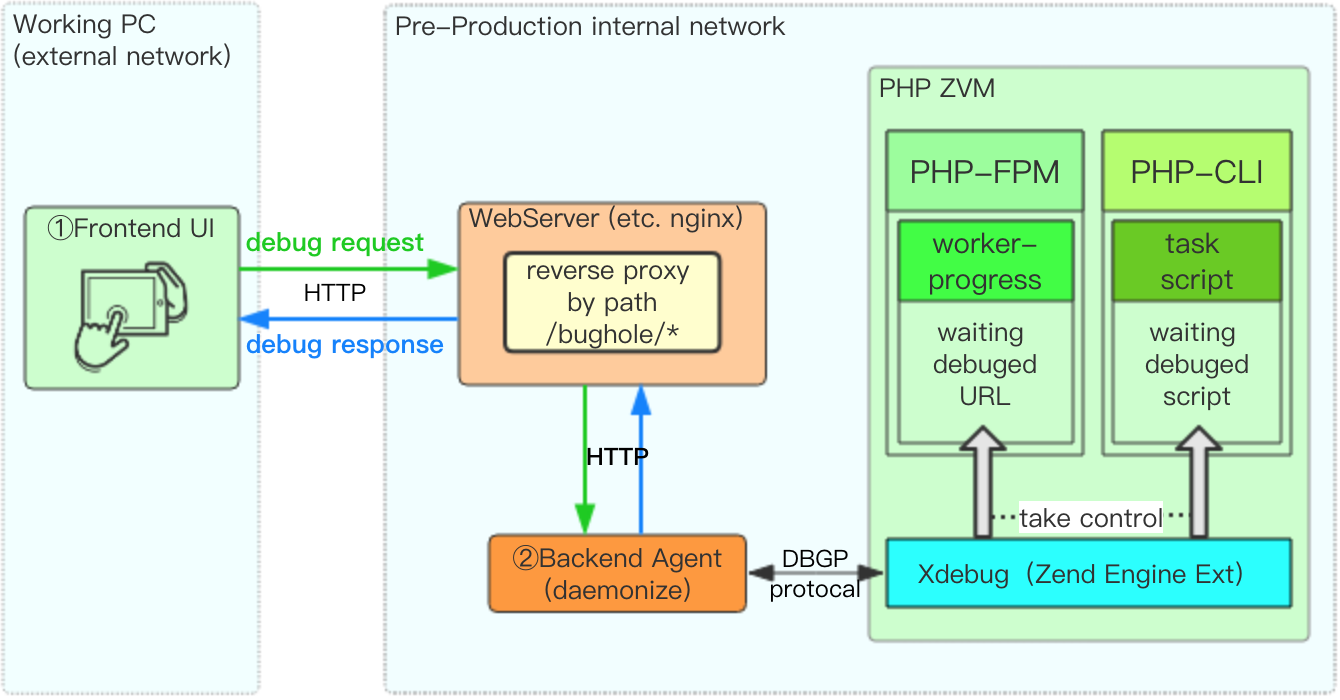 Working PC
(external network)
Pre-Production internal network
PHP ZVM
PHP-FPM
PHP-CLI
①Frontend UI
debug request
HTTP
debug response
WebServer (etc. nginx)
reverse proxy
by path
/bughole/*
worker-
progress
waiting
debuged
URL
task
script
waiting
debuged
script
HTTP
take control
②Backend Agent
(daemonize)
DBGP
protocal
Xdebug（Zend Engine Ext）